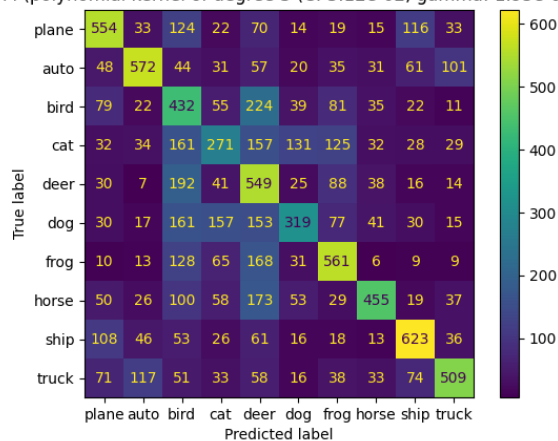 plane 554 33 124 22 70 14 19 15 116 33
auto 48 572 44 31 57 20 35 31 61 101
bird 79 22 432 55 224 39 81 35 22 11
cat 32 34 161 271 157 131 125 32 28 29
deer 30 7 192 41 549 25 88 38 16 14
dog 30 17 161 157 153 319 77 41 30 15
frog 10 13 128 65 168 31 561 6 9 9
horse 50 26 100 58 173 53 29 455 19 37
ship 108 46 53 26 61 16 18 13 623 36
truck 71 117 51 33 58 16 38 33 74 509
plane auto bird cat deer dog frog horse ship truck
Predicted label
True label
600
500
400
300
200
100